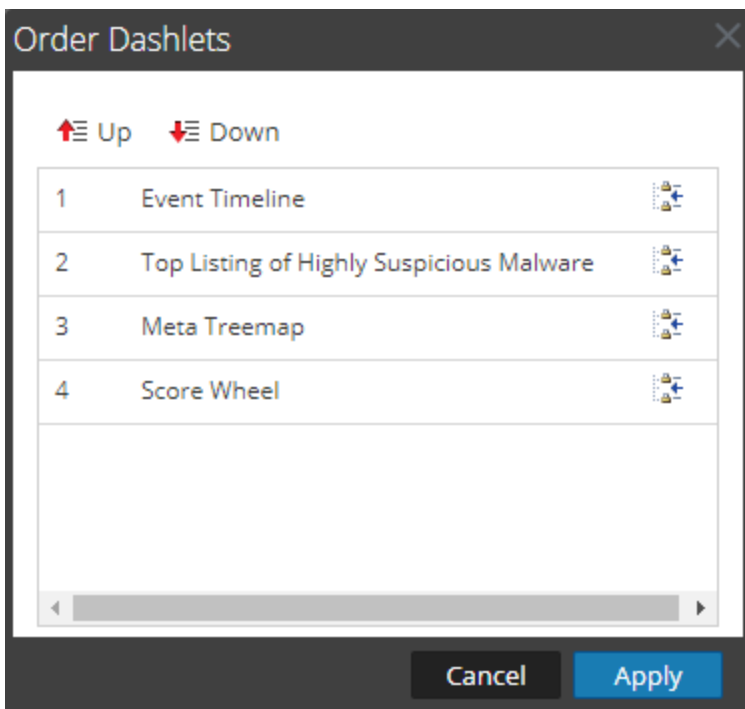 Order Dashlets
Up Down
1 Event Timeline
2 Top Listing of Highly Suspicious Malware
3 Meta Treemap
4 Score Wheel
Cancel Apply